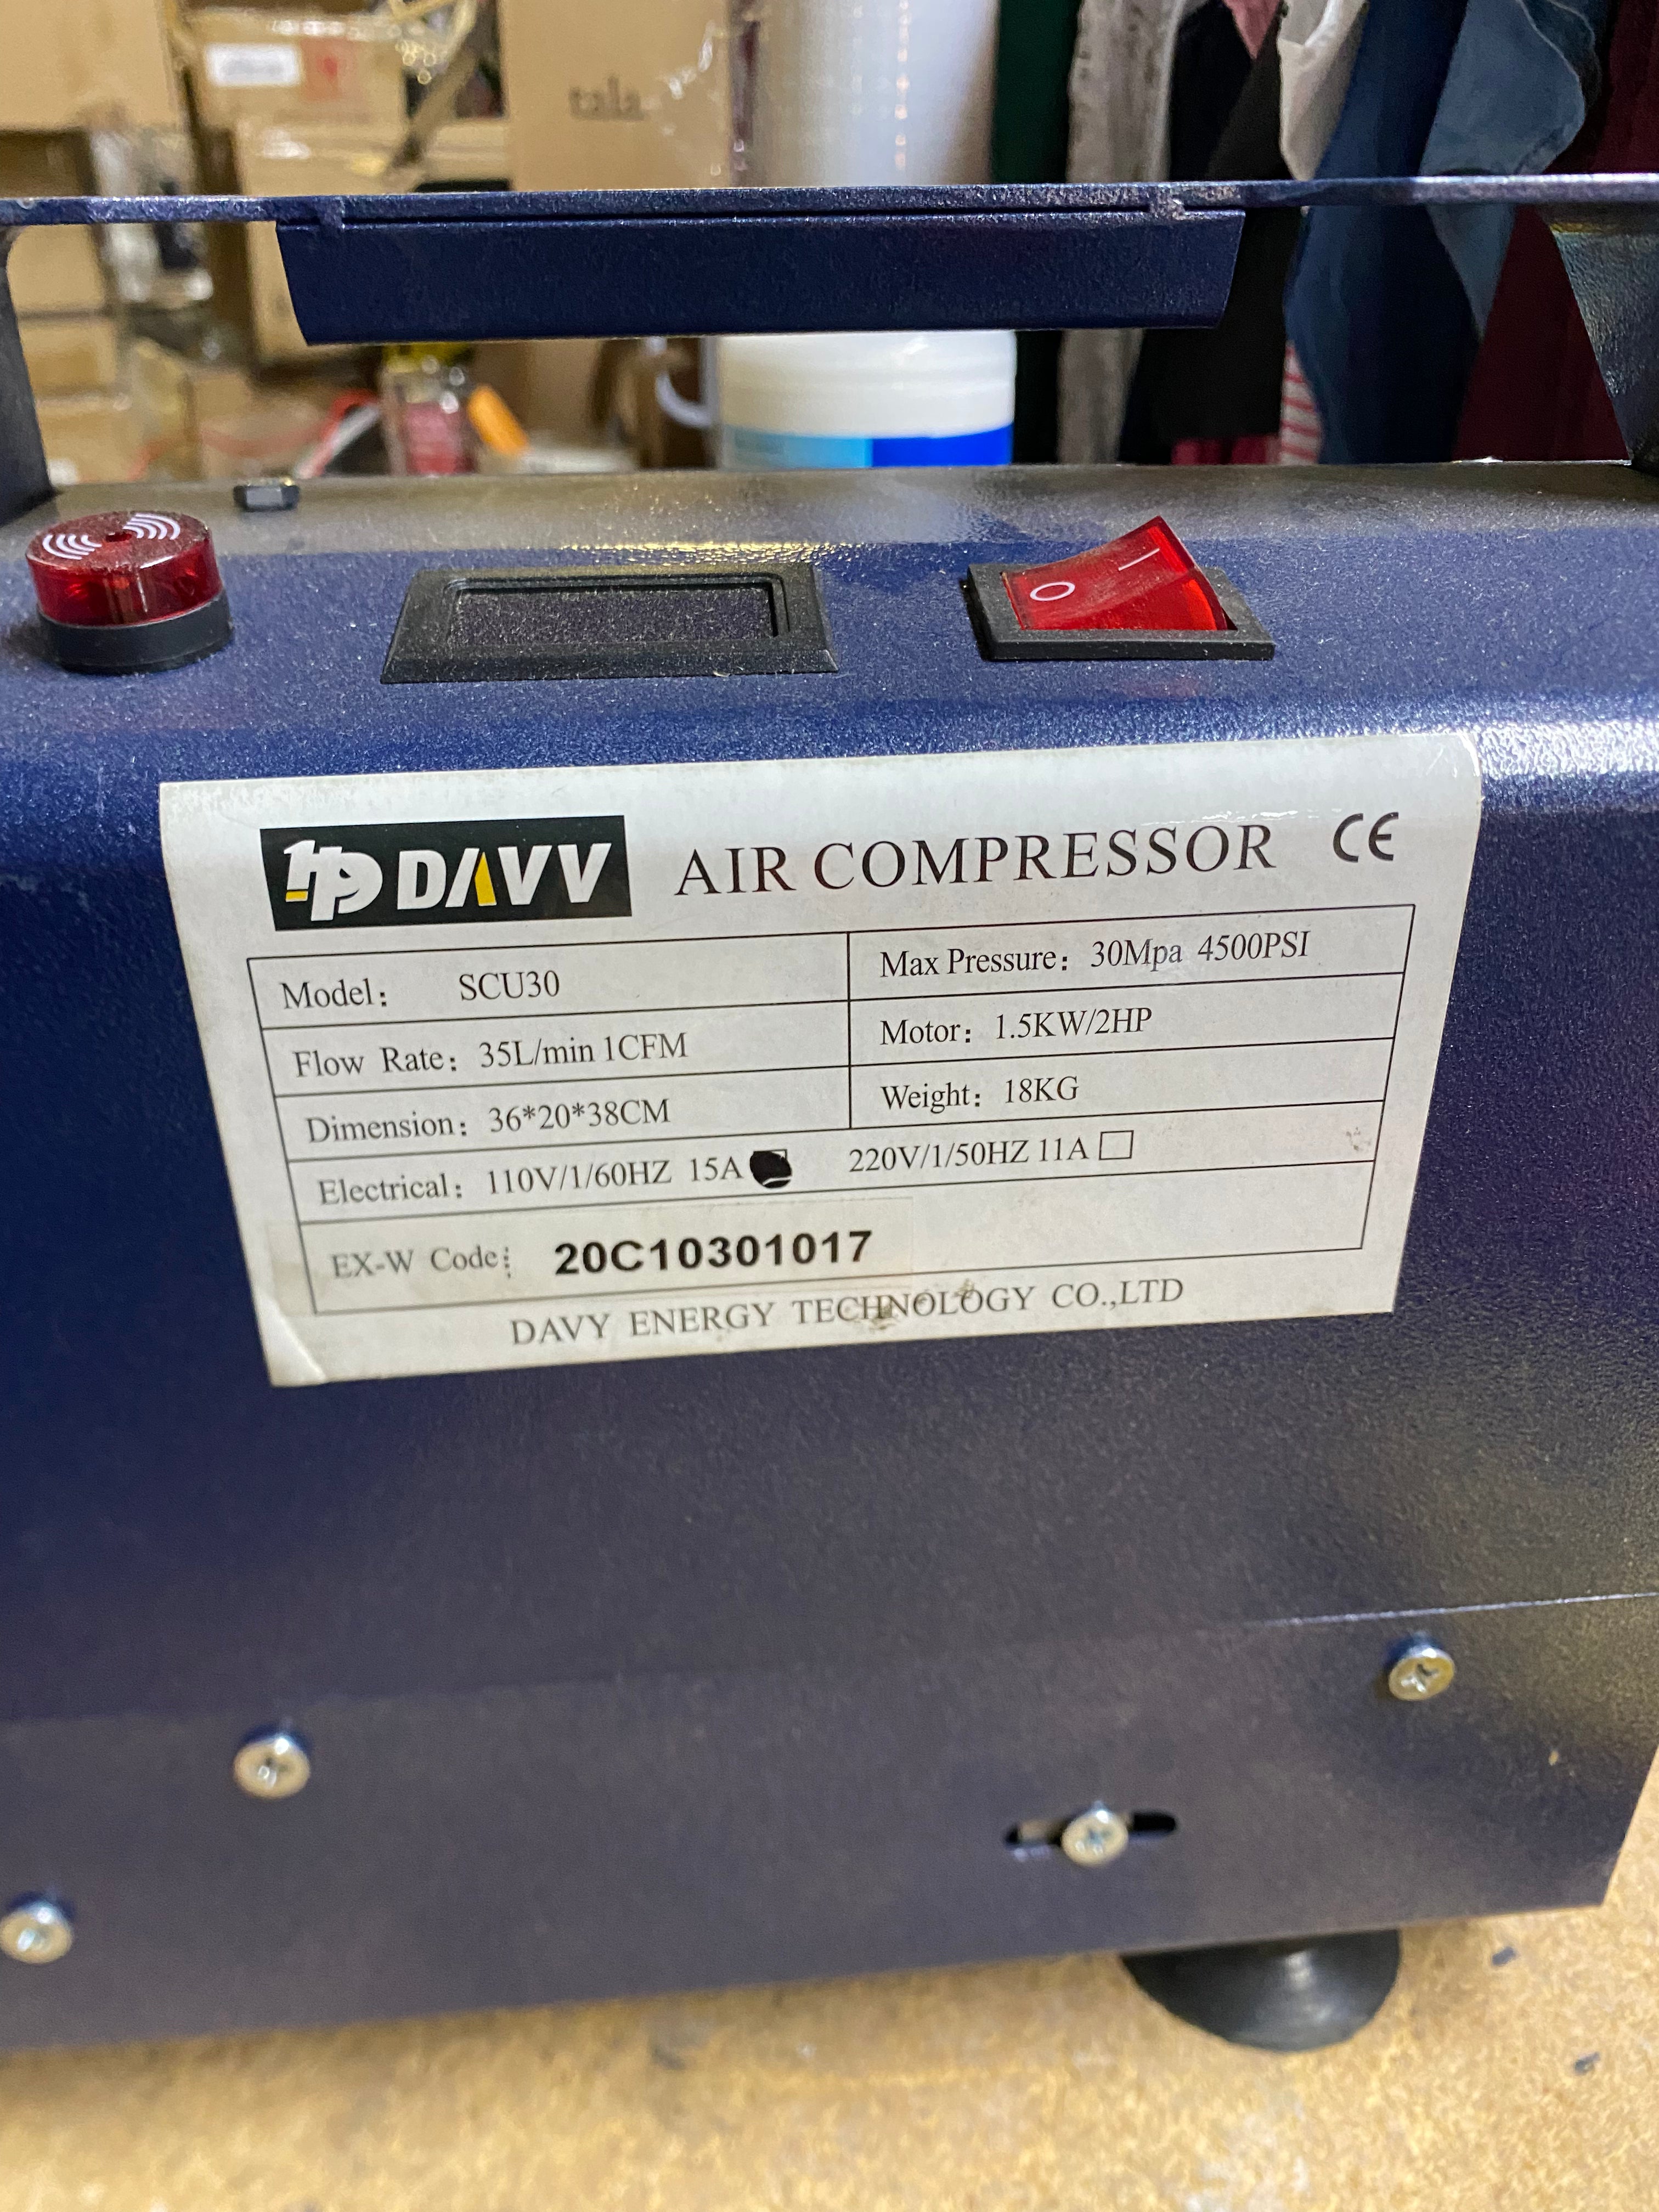 tala
O I
HP DAVV AIR COMPRESSOR CE
Model: SCU30 Max Pressure: 30Mpa 4500PSI
Flow Rate: 35L/min 1CFM Motor: 1.5KW/2HP
Dimension: 36*20*38CM Weight: 18KG
Electrical: 110V/1/60HZ 15A 220V/1/50HZ 11A
EX-W Code: 20C10301017
DAVY ENERGY TECHNOLOGY CO.,LTD